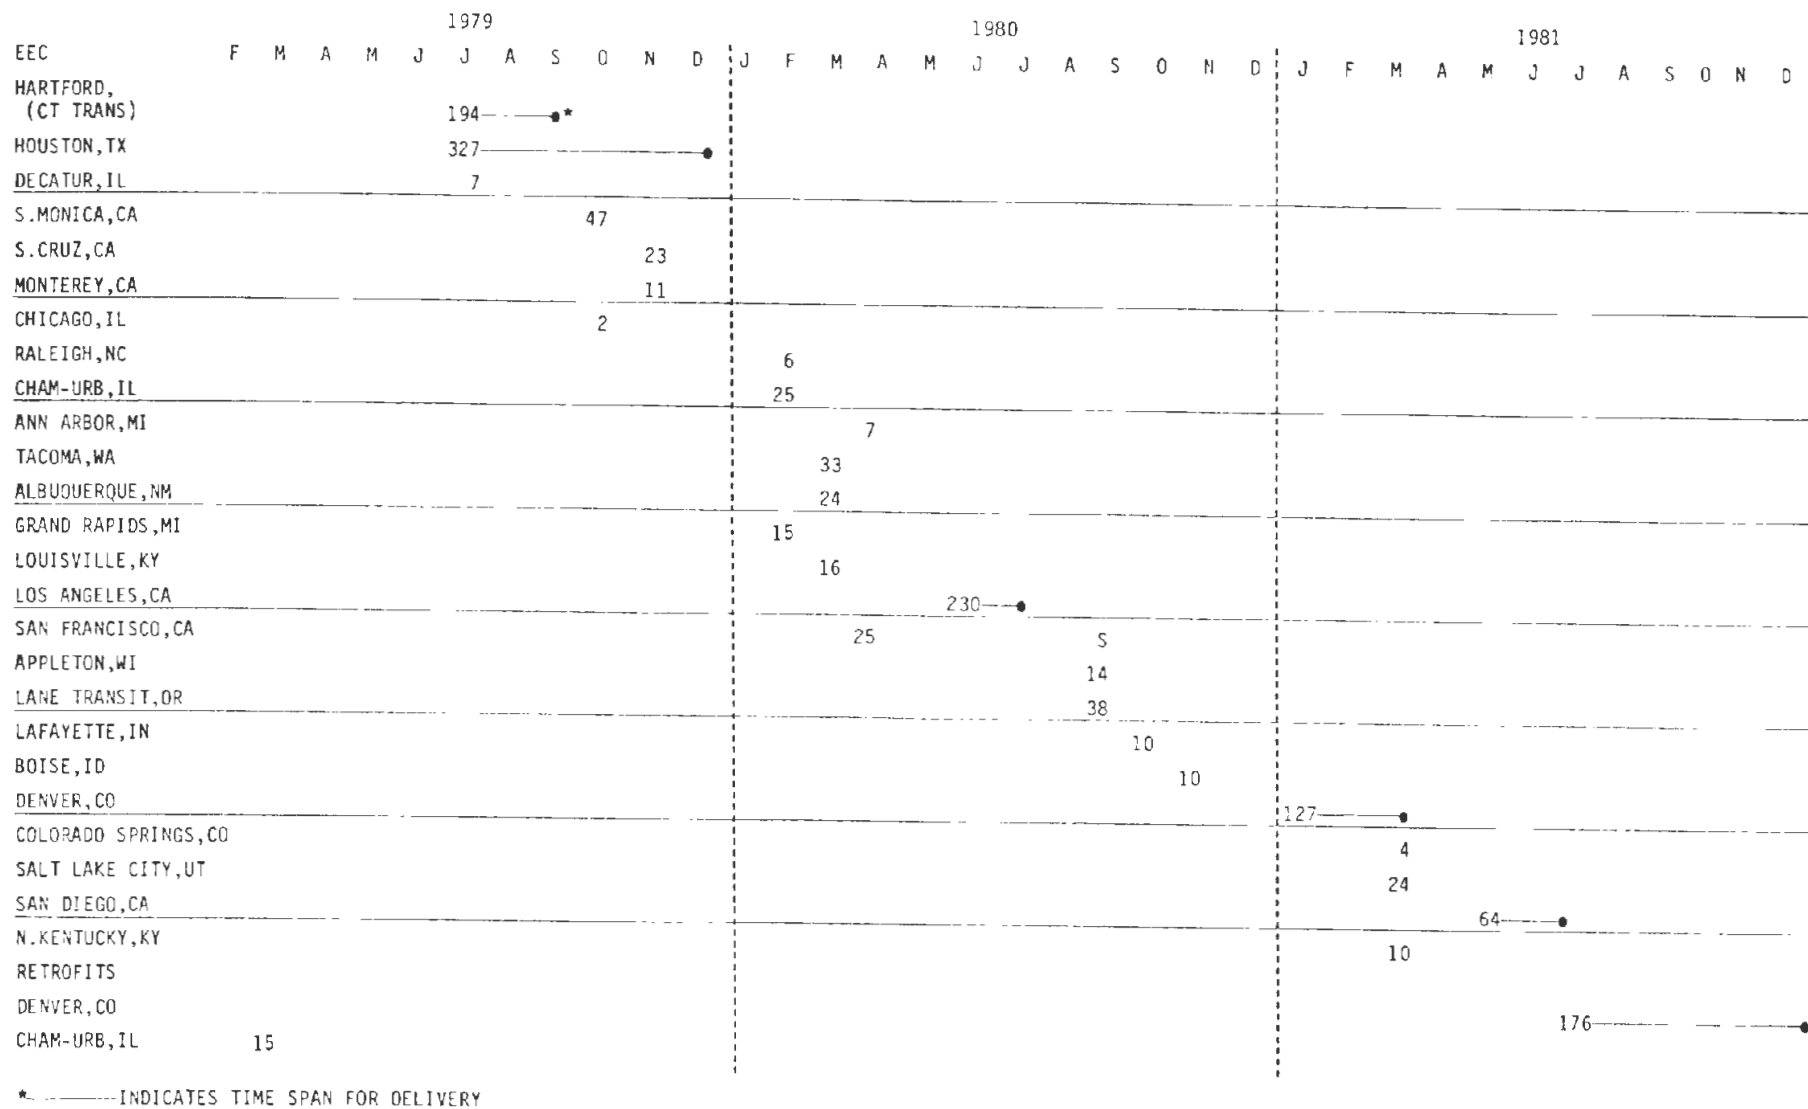 1979 1980 1981
EEC F M A M J J A S O N D J F M A M J J A S O N D J F M A M J J A S O N D
HARTFORD,
(CT TRANS) 194 *
HOUSTON,TX 327
DECATUR,IL 7
S.MONICA,CA 47
S.CRUZ,CA 23
MONTEREY,CA 11
CHICAGO,IL 2
RALEIGH,NC 6
CHAM-URB,IL 25
ANN ARBOR,MI 7
TACOMA,WA 33
ALBUQUERQUE,NM 24
GRAND RAPIDS,MI 15
LOUISVILLE,KY 16
LOS ANGELES,CA 230
SAN FRANCISCO,CA 25 S
APPLETON,WI 14
LANE TRANSIT,OR 38
LAFAYETTE,IN 10
BOISE,ID 10
DENVER,CO 127
COLORADO SPRINGS,CO 4
SALT LAKE CITY,UT 24
SAN DIEGO,CA 64
N.KENTUCKY,KY 10
RETROFITS
DENVER,CO 176
CHAM-URB,IL 15
* INDICATES TIME SPAN FOR DELIVERY